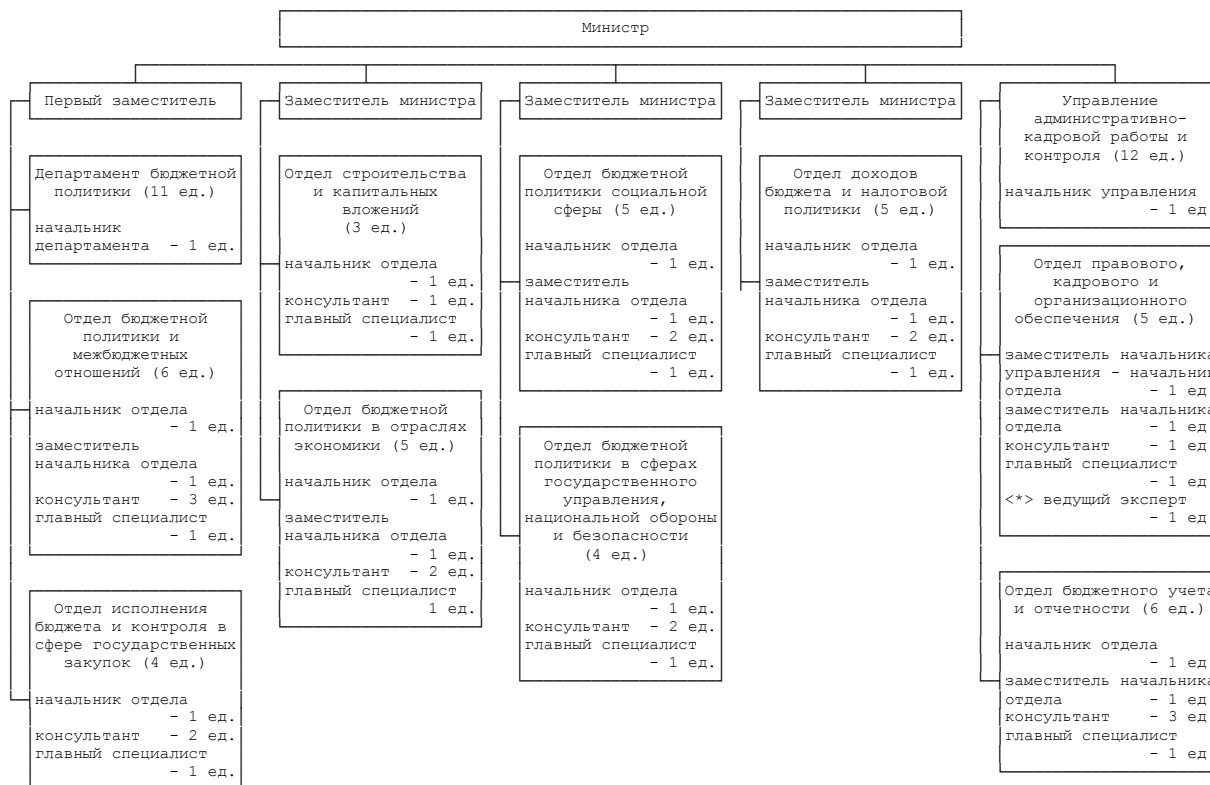 Министр
Первый заместитель
Департамент бюджетной
политики (11 ед.)
начальник
департамента - 1 ед.
Отдел бюджетной
политики и
межбюджетных
отношений (6 ед.)
начальник отдела
- 1 ед.
заместитель
начальника отдела
- 1 ед.
консультант - 3 ед.
главный специалист
- 1 ед.
Отдел исполнения
бюджета и контроля в
сфере государственных
закупок (4 ед.)
начальник отдела
- 1 ед.
консультант - 2 ед.
главный специалист
- 1 ед.
Заместитель министра
Отдел строительства
и капитальных
вложений
(3 ед.)
начальник отдела
- 1 ед.
консультант - 1 ед.
главный специалист
- 1 ед.
Отдел бюджетной
политики в отраслях
экономики (5 ед.)
начальник отдела
- 1 ед.
заместитель
начальника отдела
- 1 ед.
консультант - 2 ед.
главный специалист
1 ед.
Заместитель министра
Отдел бюджетной
политики социальной
сферы (5 ед.)
начальник отдела
- 1 ед.
заместитель
начальника отдела
- 1 ед.
консультант - 2 ед.
главный специалист
- 1 ед.
Отдел бюджетной
политики в сферах
государственного
управления,
национальной обороны
и безопасности
(4 ед.)
начальник отдела
- 1 ед.
консультант - 2 ед.
главный специалист
- 1 ед.
Заместитель министра
Отдел доходов
бюджета и налоговой
политики (5 ед.)
начальник отдела
- 1 ед.
заместитель
начальника отдела
- 1 ед.
консультант - 2 ед.
главный специалист
- 1 ед.
Управление
административно-
кадровой работы и
контроля (12 ед.)
начальник управления
- 1 ед
Отдел правового,
кадрового и
организационного
обеспечения (5 ед.)
заместитель начальника
управления - начальник
отдела - 1 ед
заместитель начальника
отдела - 1 ед
консультант - 1 ед
главный специалист
- 1 ед
<*> ведущий эксперт
- 1 ед
Отдел бюджетного учета
и отчетности (6 ед.)
начальник отдела
- 1 ед
заместитель начальника
отдела - 1 ед
консультант - 3 ед
главный специалист
- 1 ед